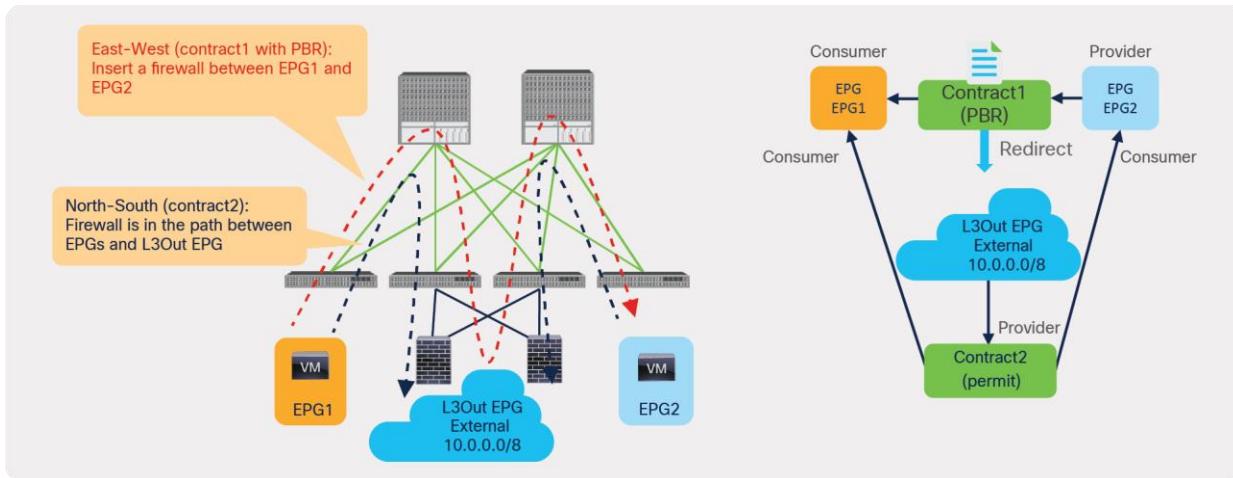 East-West (contract1 with PBR):
Insert a firewall between EPG1 and
EPG2
North-South (contract2):
Firewall is in the path between
EPGs and L3Out EPG
VM
EPG1
L3Out EPG
External
10.0.0.0/8
VM
EPG2
Consumer
Provider
EPG
EPG1
Contract1
(PBR)
EPG
EPG2
Consumer
Redirect
Consumer
L3Out EPG
External
10.0.0.0/8
Provider
Contract2
(permit)